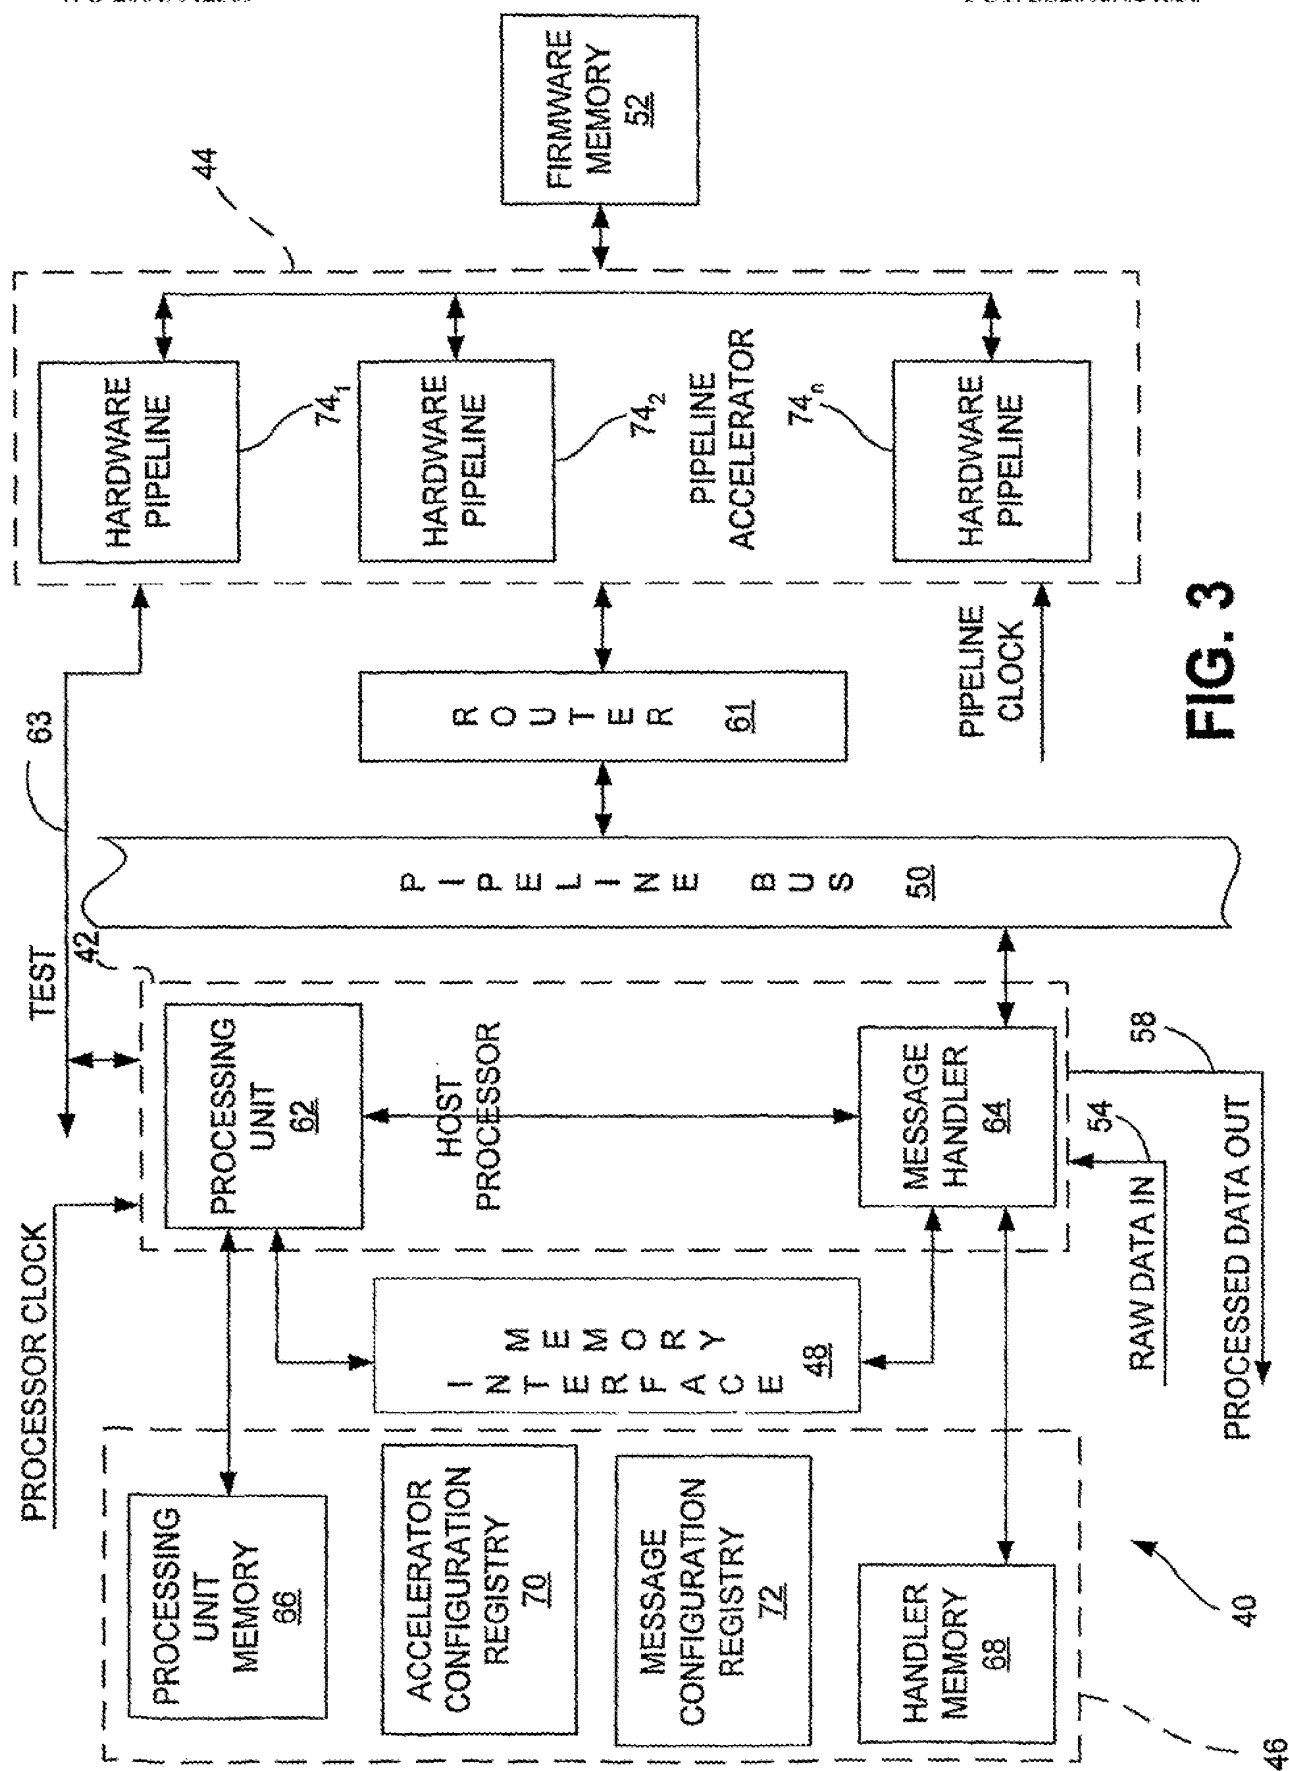 PROCESSOR CLOCK
TEST
63
42
44
PROCESSING
UNIT
MEMORY
66
ACCELERATOR
CONFIGURATION
REGISTRY
70
MESSAGE
CONFIGURATION
REGISTRY
72
HANDLER
MEMORY
68
46
40
MEMORY
INTERFACE
48
PROCESSING
UNIT
62
HOST
PROCESSOR
MESSAGE
HANDLER
64
RAW DATA IN
54
PROCESSED DATA OUT
58
PIPELINE BUS
50
ROUTER
61
PIPELINE
CLOCK
HARDWARE
PIPELINE
74₁
HARDWARE
PIPELINE
74₂
PIPELINE
ACCELERATOR
74ₙ
HARDWARE
PIPELINE
FIRMWARE
MEMORY
52
FIG. 3